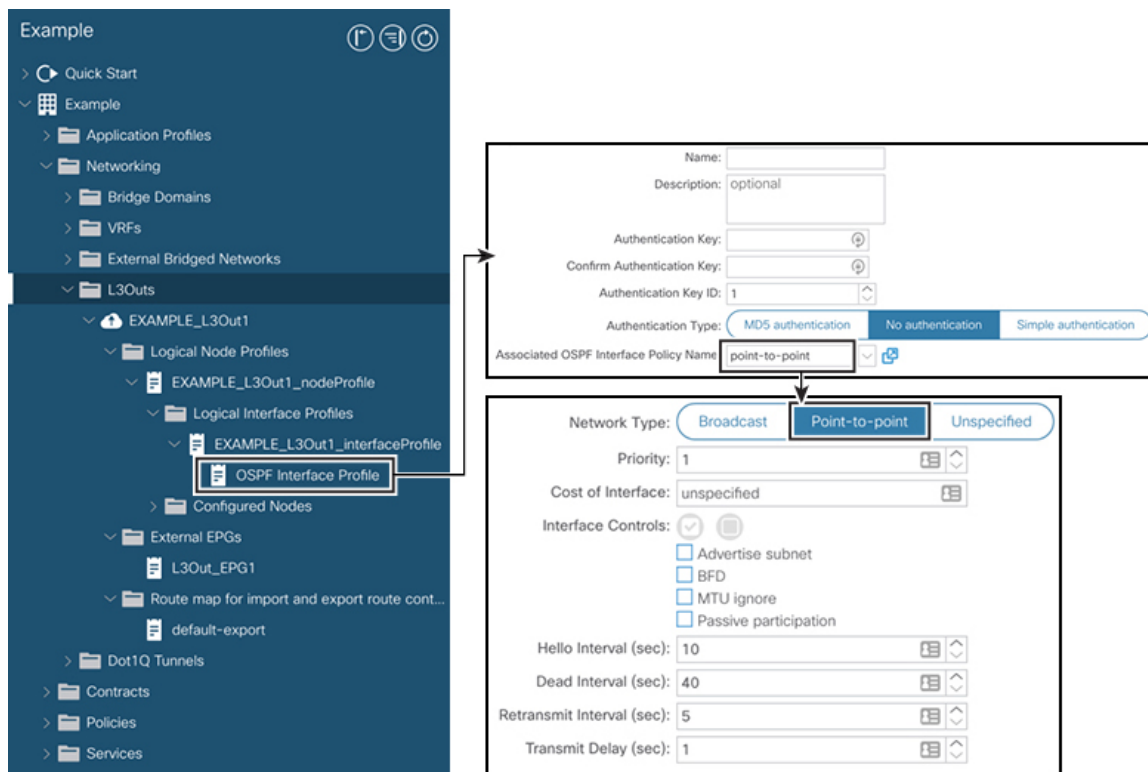 Example
Quick Start
Example
Application Profiles
Networking
Bridge Domains
VRFs
External Bridged Networks
L3Outs
EXAMPLE_L3Out1
Logical Node Profiles
EXAMPLE_L3Out1_nodeProfile
Logical Interface Profiles
EXAMPLE_L3Out1_interfaceProfile
OSPF Interface Profile
Configured Nodes
External EPGs
L3Out_EPG1
Route map for import and export route cont...
default-export
Dot1Q Tunnels
Contracts
Policies
Services
Name:
Description: optional
Authentication Key:
Confirm Authentication Key:
Authentication Key ID: 1
Authentication Type: MD5 authentication No authentication Simple authentication
Associated OSPF Interface Policy Name: point-to-point
Network Type: Broadcast Point-to-point Unspecified
Priority: 1
Cost of Interface: unspecified
Interface Controls:
Advertise subnet
BFD
MTU ignore
Passive participation
Hello Interval (sec): 10
Dead Interval (sec): 40
Retransmit Interval (sec): 5
Transmit Delay (sec): 1